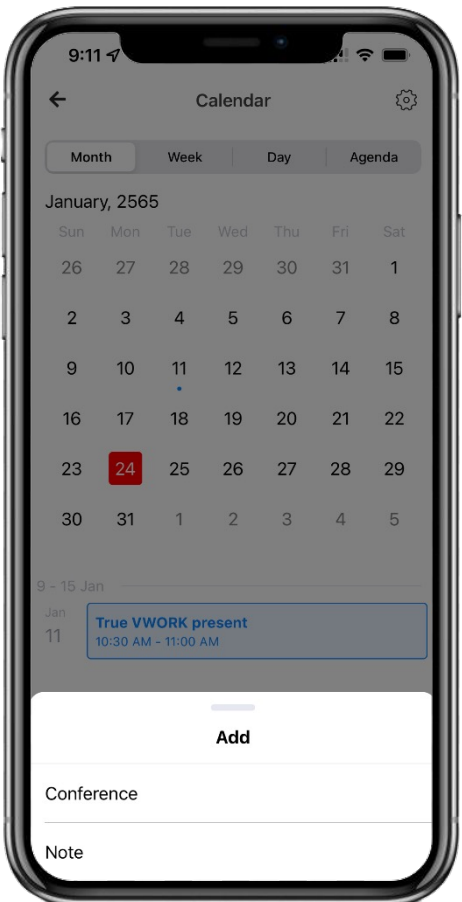 9:11
Calendar
Month Week Day Agenda
January, 2565
Sun Mon Tue Wed Thu Fri Sat
26 27 28 29 30 31 1
2 3 4 5 6 7 8
9 10 11 12 13 14 15
16 17 18 19 20 21 22
23 24 25 26 27 28 29
30 31 1 2 3 4 5
9 - 15 Jan
Jan
11
True VWORK present
10:30 AM - 11:00 AM
Add
Conference
Note